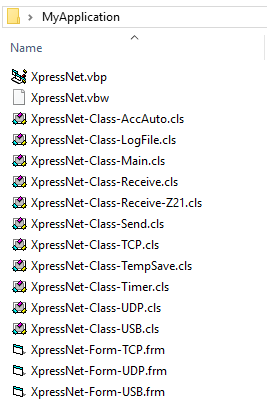 MyApplication
Name
XpressNet.vbp
XpressNet.vbw
XpressNet-Class-AccAuto.cls
XpressNet-Class-LogFile.cls
XpressNet-Class-Main.cls
XpressNet-Class-Receive.cls
XpressNet-Class-Receive-Z21.cls
XpressNet-Class-Send.cls
XpressNet-Class-TCP.cls
XpressNet-Class-TempSave.cls
XpressNet-Class-Timer.cls
XpressNet-Class-UDP.cls
XpressNet-Class-USB.cls
XpressNet-Form-TCP.frm
XpressNet-Form-UDP.frm
XpressNet-Form-USB.frm